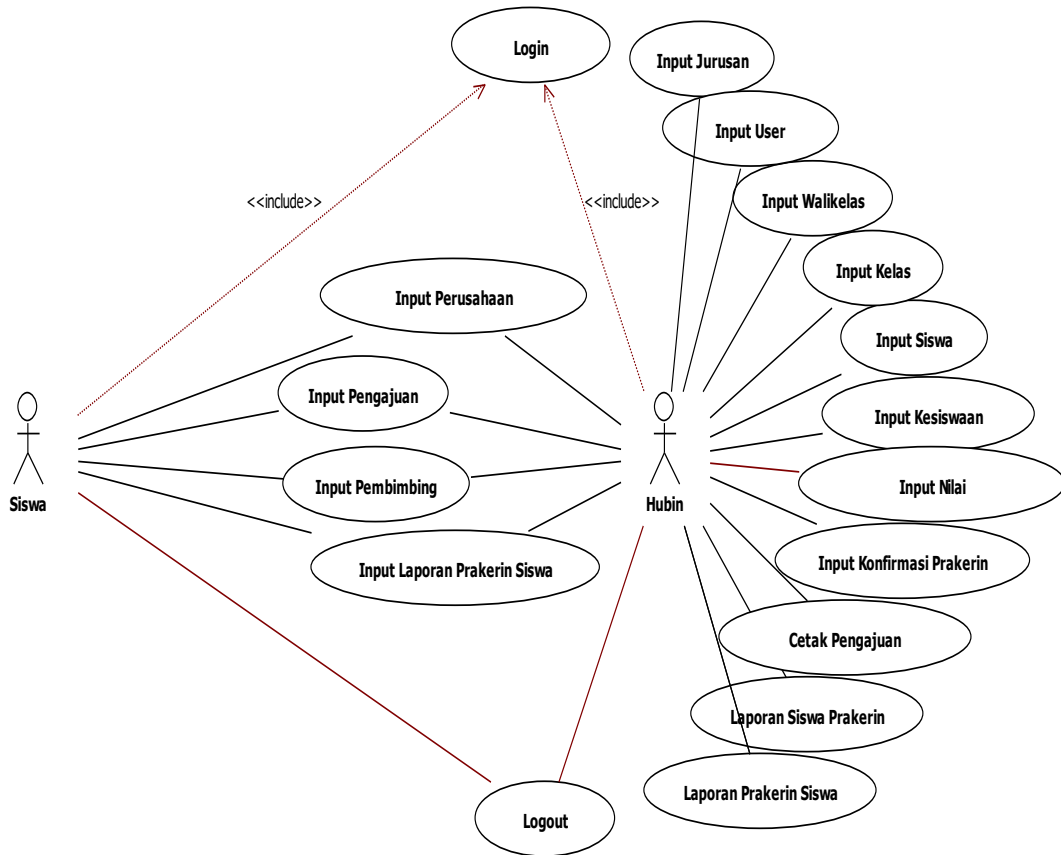 Login
Input Jurusan
Input User
Input Walikelas
<<include>>
<<include>>
Input Kelas
Input Perusahaan
Input Siswa
Input Pengajuan
Input Kesiswaan
Input Pembimbing
Input Nilai
Siswa
Hubin
Input Laporan Prakerin Siswa
Input Konfirmasi Prakerin
Cetak Pengajuan
Laporan Siswa Prakerin
Laporan Prakerin Siswa
Logout